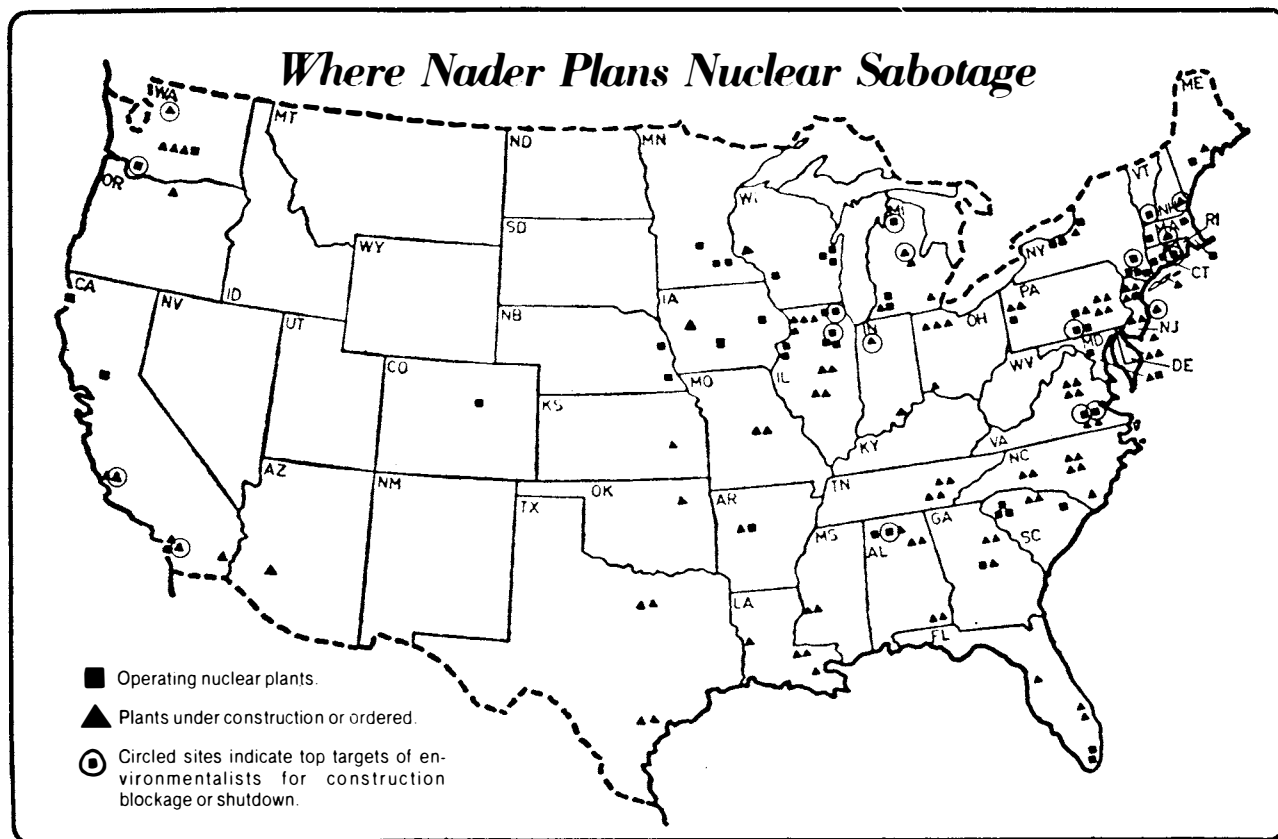 Where Nader Plans Nuclear Sabotage
WA
OR
CA
NV
ID
MT
WY
UT
CO
AZ
NM
ND
SD
NB
KS
OK
TX
MN
IA
MO
AR
LA
WI
IL
MI
IN
OH
KY
TN
MS
AL
GA
FL
SC
NC
VA
WV
MD
PA
NY
VT
NH
ME
MA
RI
CT
NJ
DE
Operating nuclear plants.
Plants under construction or ordered.
Circled sites indicate top targets of en-
vironmentalists for construction
blockage or shutdown.